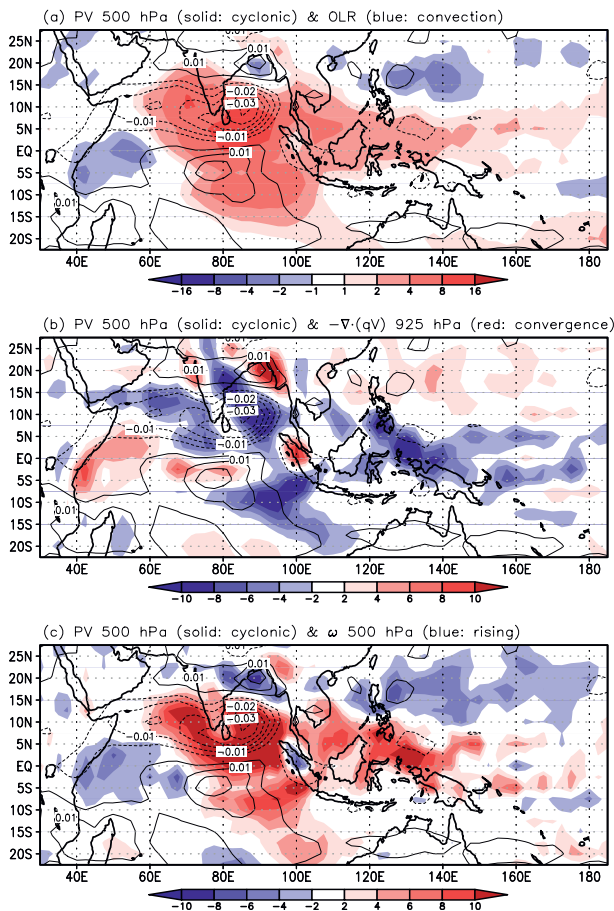 (a) PV 500 hPa (solid: cyclonic) & OLR (blue: convection)
25N
20N
15N
10N
5N
EQ
5S
10S
15S
20S
0.01
0.01
-0.02
-0.03
-0.01
-0.01
0.01
0.01
40E 60E 80E 100E 120E 140E 160E 180
-16 -8 -4 -2 -1 1 2 4 8 16
(b) PV 500 hPa (solid: cyclonic) & −∇·(qV) 925 hPa (red: convergence)
25N
20N
15N
10N
5N
EQ
5S
10S
15S
20S
0.01
0.01
-0.02
-0.03
-0.01
-0.01
0.01
0.01
40E 60E 80E 100E 120E 140E 160E 180
-10 -8 -6 -4 -2 2 4 6 8 10
(c) PV 500 hPa (solid: cyclonic) & ω 500 hPa (blue: rising)
25N
20N
15N
10N
5N
EQ
5S
10S
15S
20S
0.01
0.01
-0.02
-0.03
-0.01
-0.01
0.01
0.01
40E 60E 80E 100E 120E 140E 160E 180
-10 -8 -6 -4 -2 2 4 6 8 10